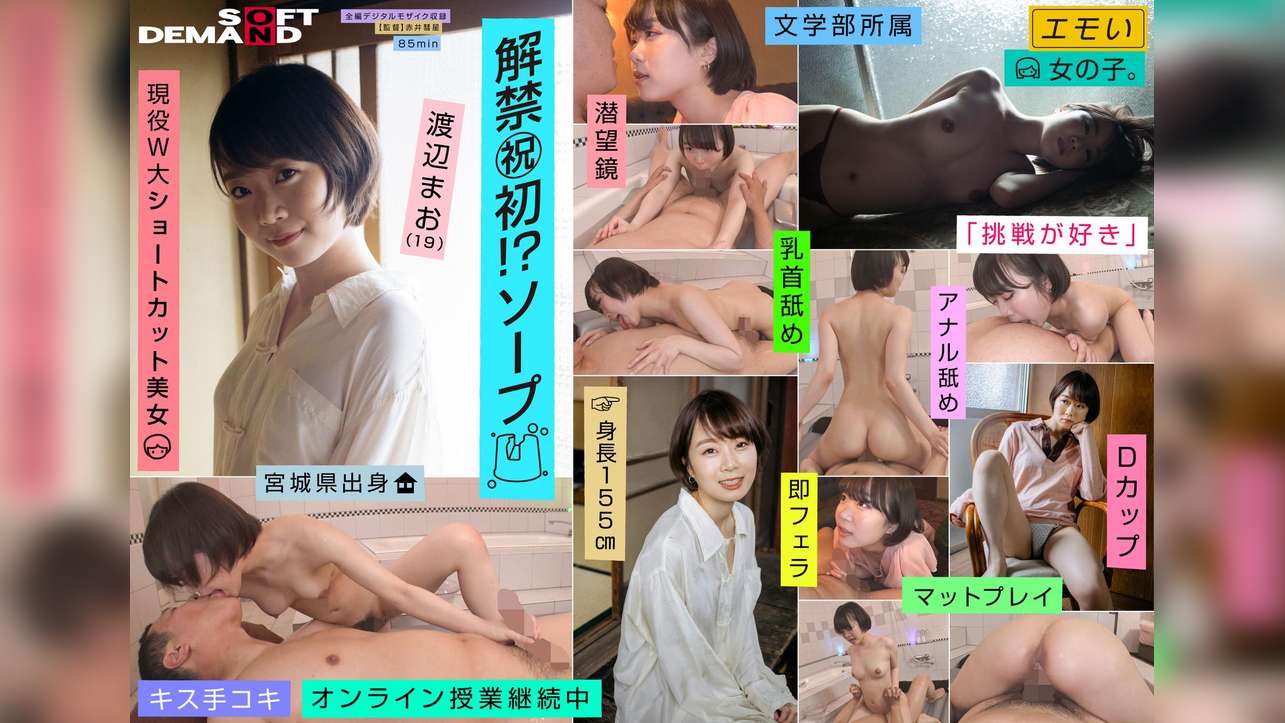 SOFT
DEMAND
ON
全編デジタルモザイク収録
【監督】赤井彗星
85min
現役W大ショートカット美女
渡辺まお
(19)
解禁㊗初!?ソープ
宮城県出身
キス手コキ
オンライン授業継続中
潜望鏡
文学部所属
エモい
女の子。
「挑戦が好き」
乳首舐め
アナル舐め
身長155㎝
即フェラ
Dカップ
マットプレイ